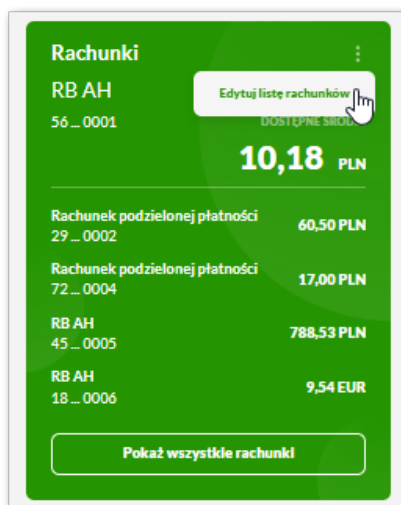 Rachunki
RB AH
Edytuj listę rachunków
56 ... 0001
DOSTĘPNE ŚROD
10,18 PLN
Rachunek podzielonej płatności
29 ... 0002
60,50 PLN
Rachunek podzielonej płatności
72 ... 0004
17,00 PLN
RB AH
45 ... 0005
788,53 PLN
RB AH
18 ... 0006
9,54 EUR
Pokaż wszystkie rachunki